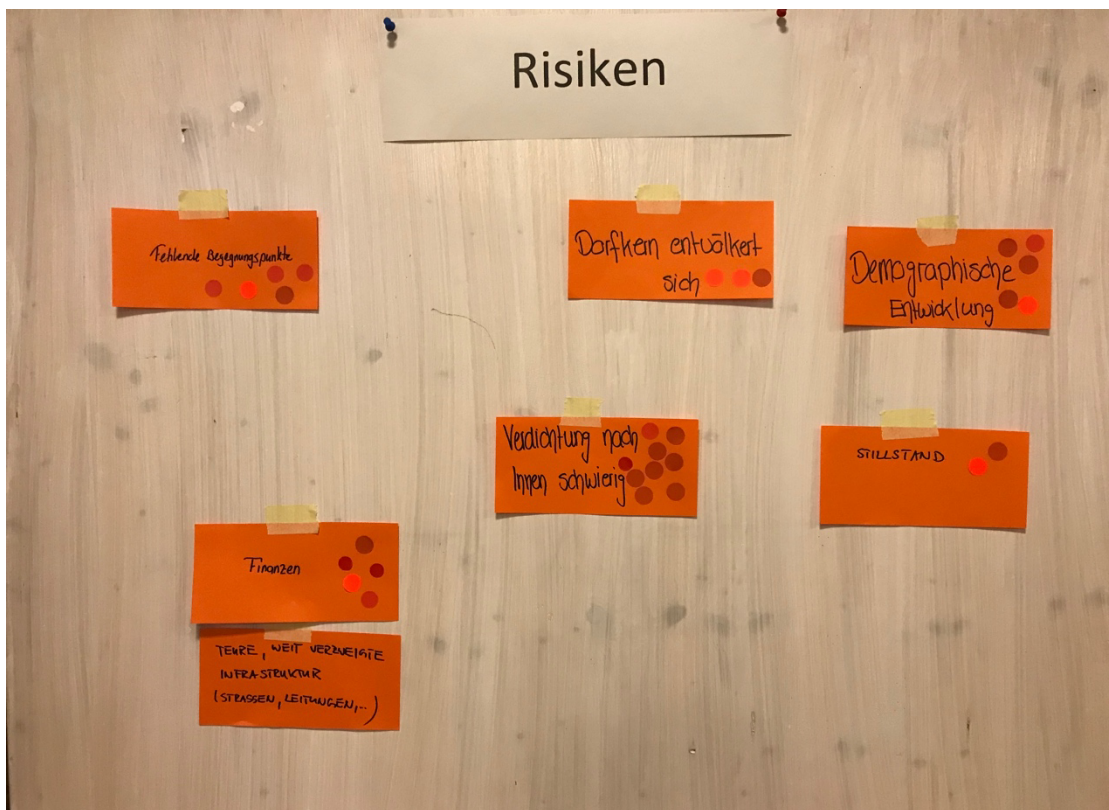 Risiken
Fehlende Begegnungspunkte
Dorfkern entvölkert
sich
Demographische
Entwicklung
Verdichtung nach
Innen schwierig
STILLSTAND
Finanzen
TEURE, WEIT VERZWEIGTE
INFRASTRUKTUR
(STRASSEN, LEITUNGEN,..)